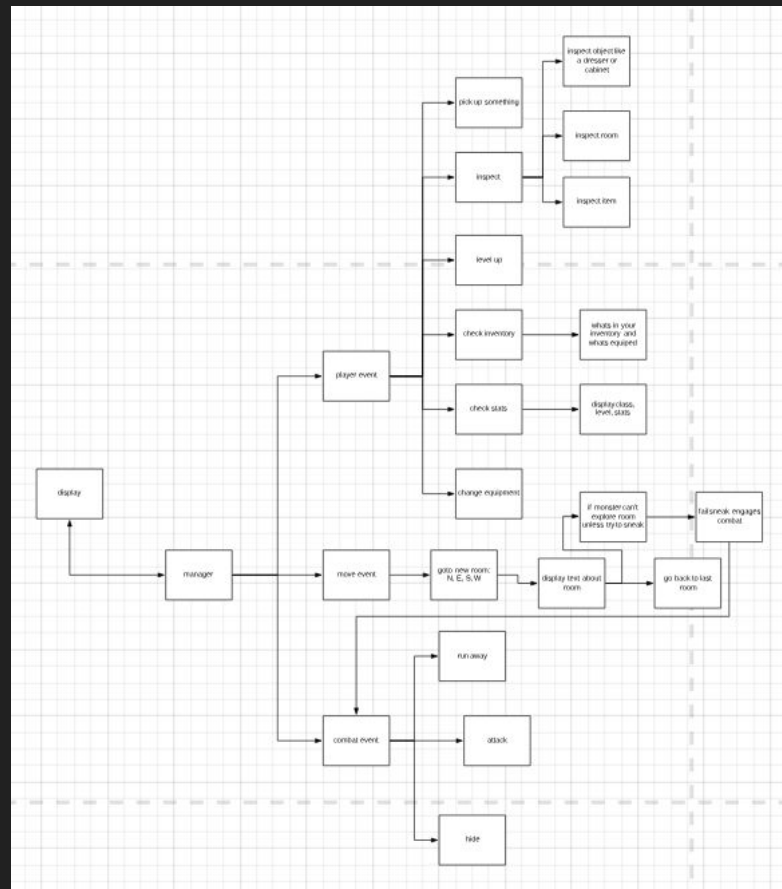 inspect object like
a dresser or
cabinet
pick up something
inspect room
inspect
inspect item
level up
check inventory
whats in your
inventory and
whats equiped
player event
check stats
display class,
level, stats
display
change equipment
if monster can't
explore room
unless try to sneak
fail sneak engages
combat
manager
move event
goto new room:
N, E, S, W
display text about
room
go back to last
room
run away
combat event
attack
hide